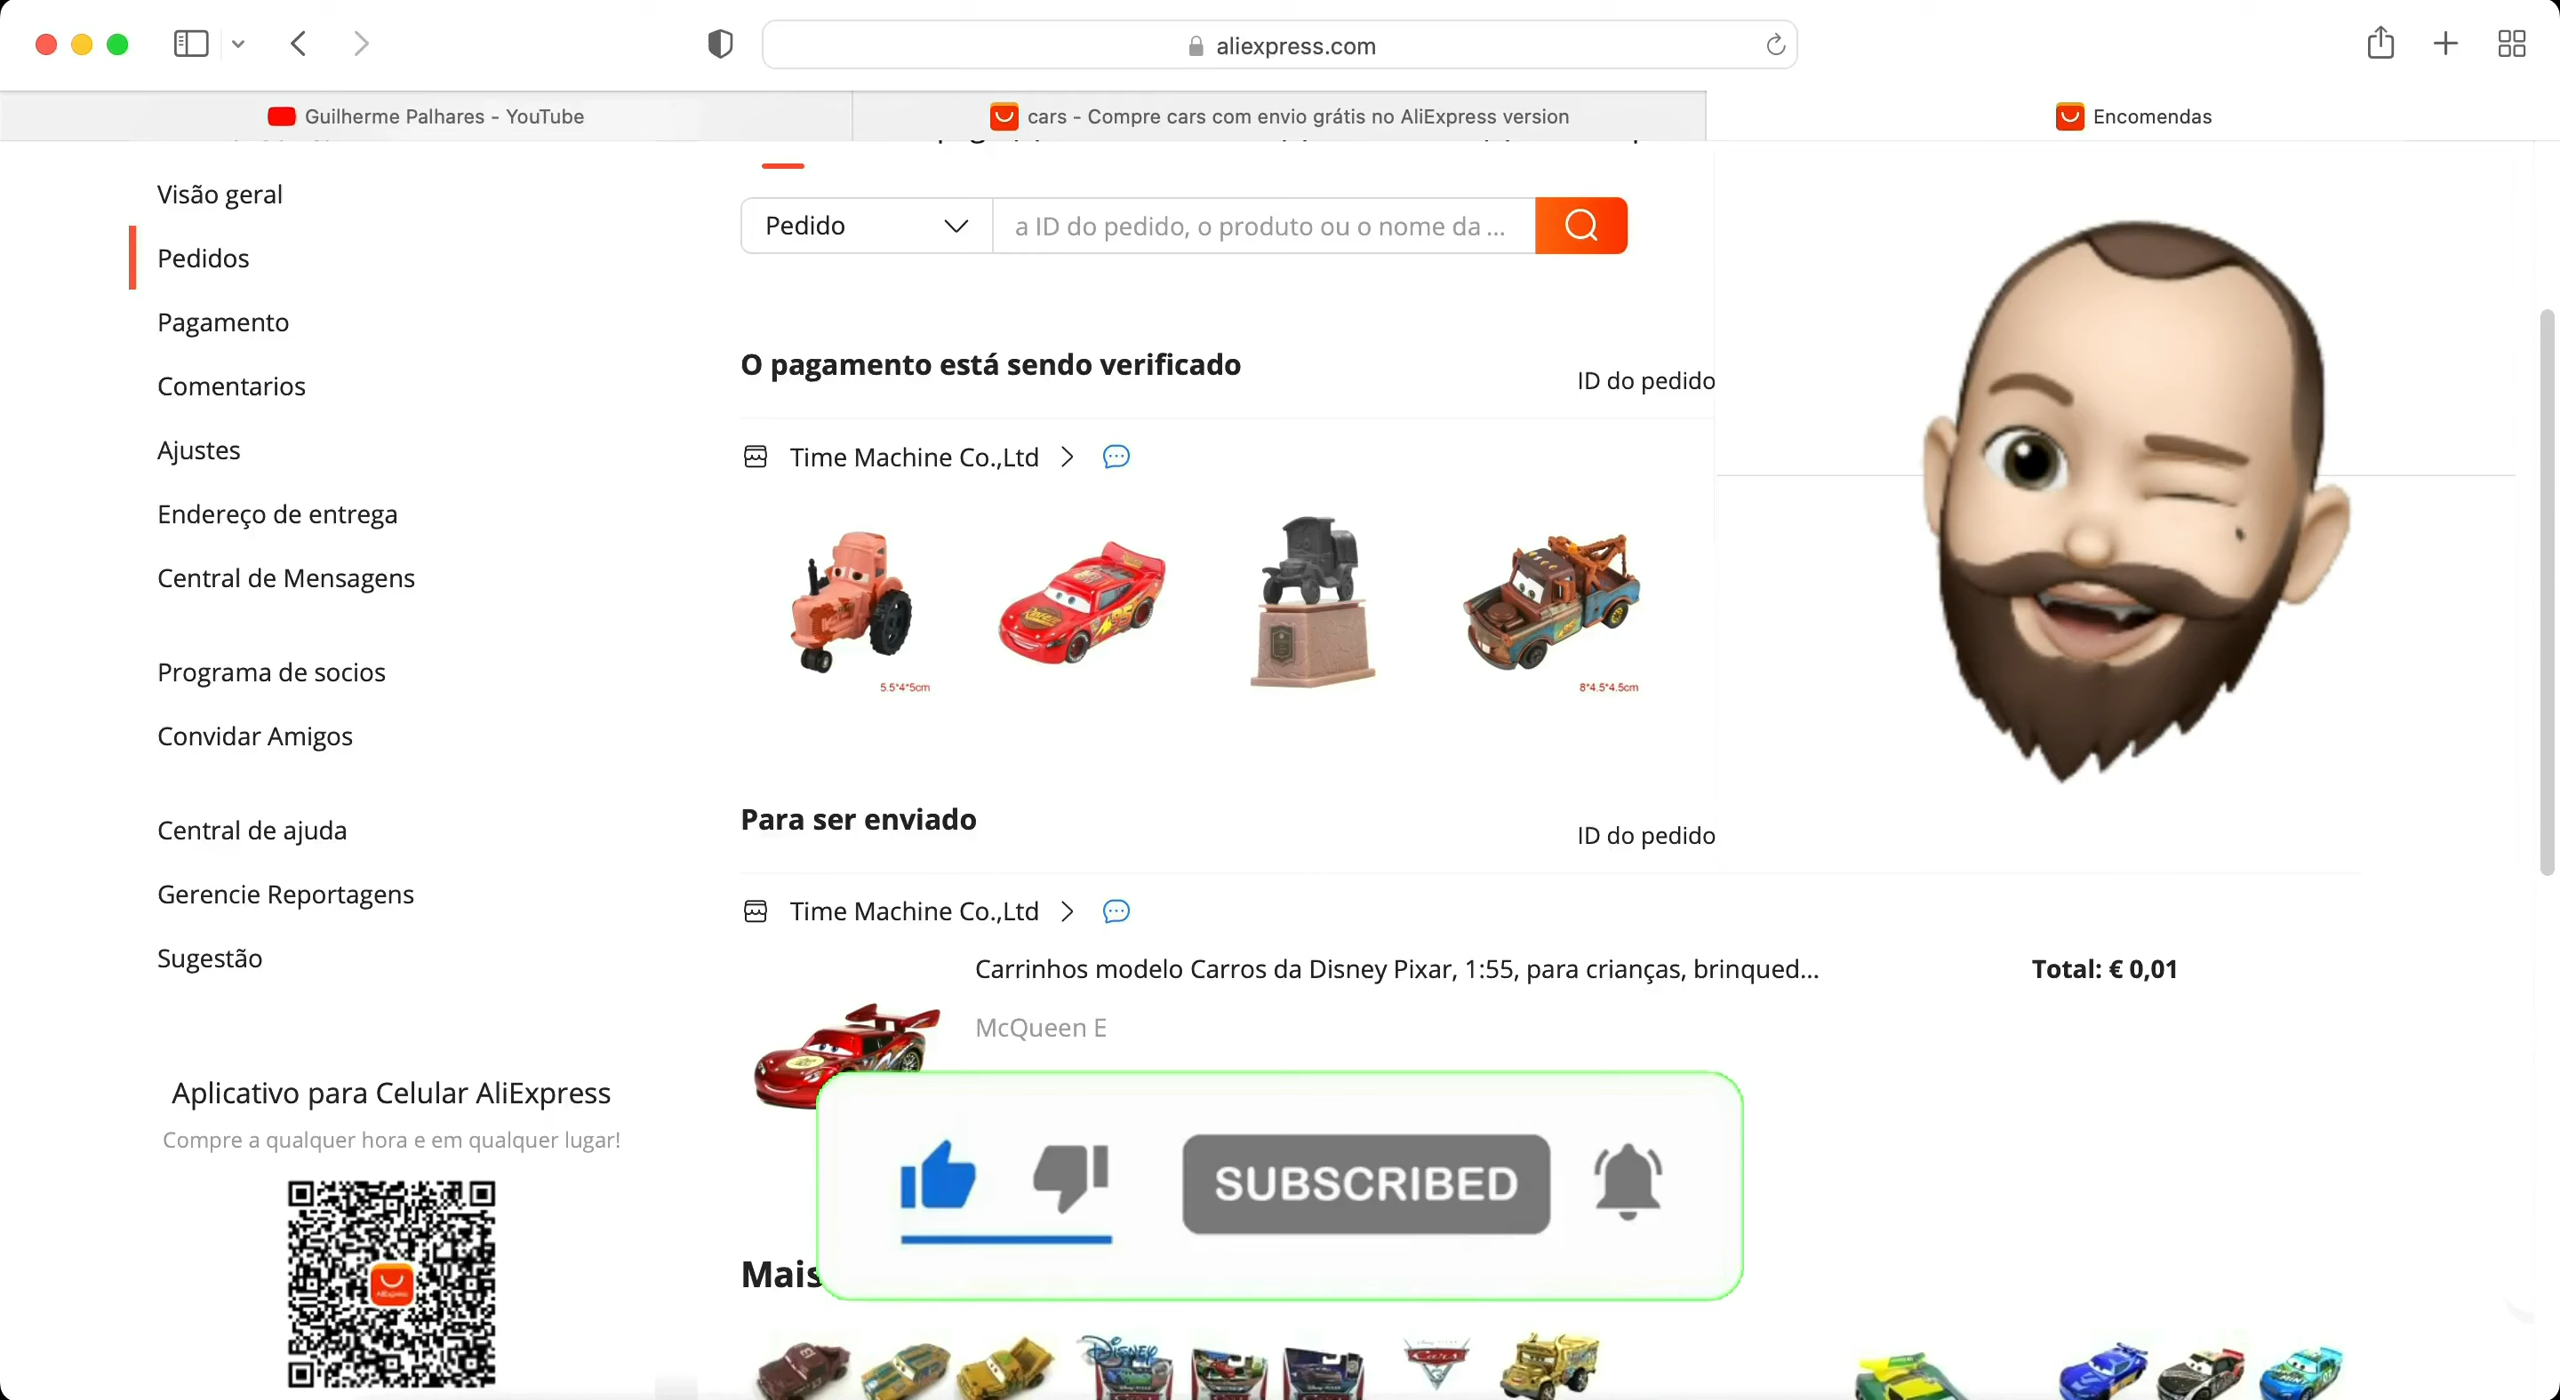 aliexpress.com
Guilherme Palhares - YouTube
cars - Compre cars com envio grátis no AliExpress version
Encomendas
Visão geral
Pedidos
Pagamento
Comentarios
Ajustes
Endereço de entrega
Central de Mensagens
Programa de socios
Convidar Amigos
Central de ajuda
Gerencie Reportagens
Sugestão
Aplicativo para Celular AliExpress
Compre a qualquer hora e em qualquer lugar!
AliExpress
Pedido
a ID do pedido, o produto ou o nome da ...
O pagamento está sendo verificado
ID do pedido
Time Machine Co.,Ltd
5.5*4*5cm
8*4.5*4.5cm
Para ser enviado
ID do pedido
Time Machine Co.,Ltd
Carrinhos modelo Carros da Disney Pixar, 1:55, para crianças, brinqued...
Total: € 0,01
McQueen E
SUBSCRIBED
Mais
DISNEY
Cars